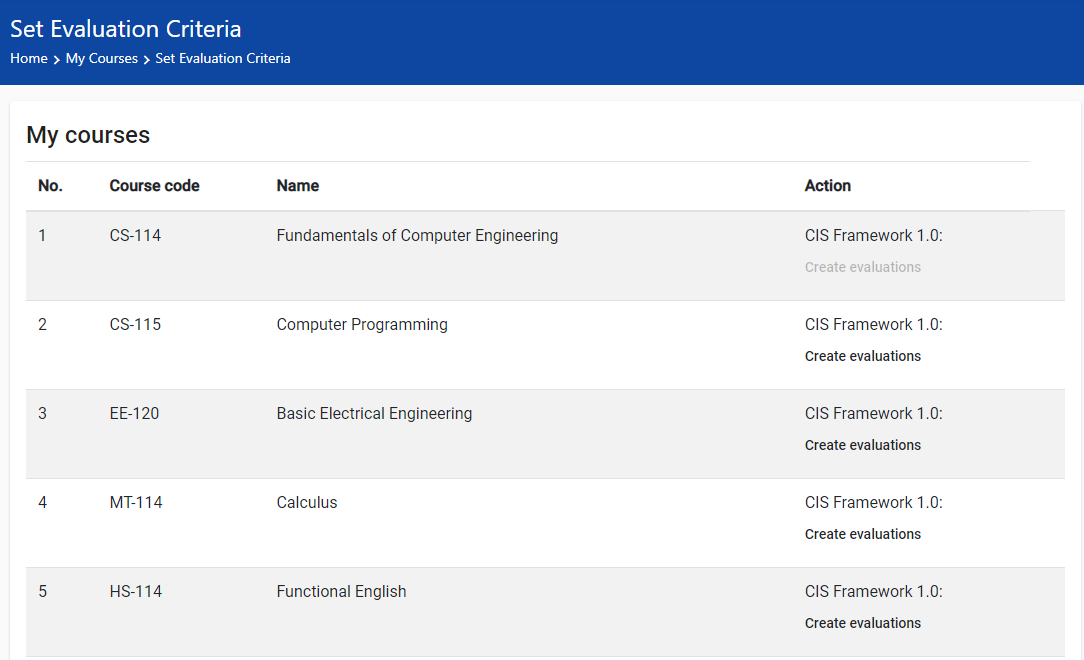 Set Evaluation Criteria
Home > My Courses > Set Evaluation Criteria
My courses
No. Course code Name Action
1 CS-114 Fundamentals of Computer Engineering CIS Framework 1.0:
Create evaluations
2 CS-115 Computer Programming CIS Framework 1.0:
Create evaluations
3 EE-120 Basic Electrical Engineering CIS Framework 1.0:
Create evaluations
4 MT-114 Calculus CIS Framework 1.0:
Create evaluations
5 HS-114 Functional English CIS Framework 1.0:
Create evaluations